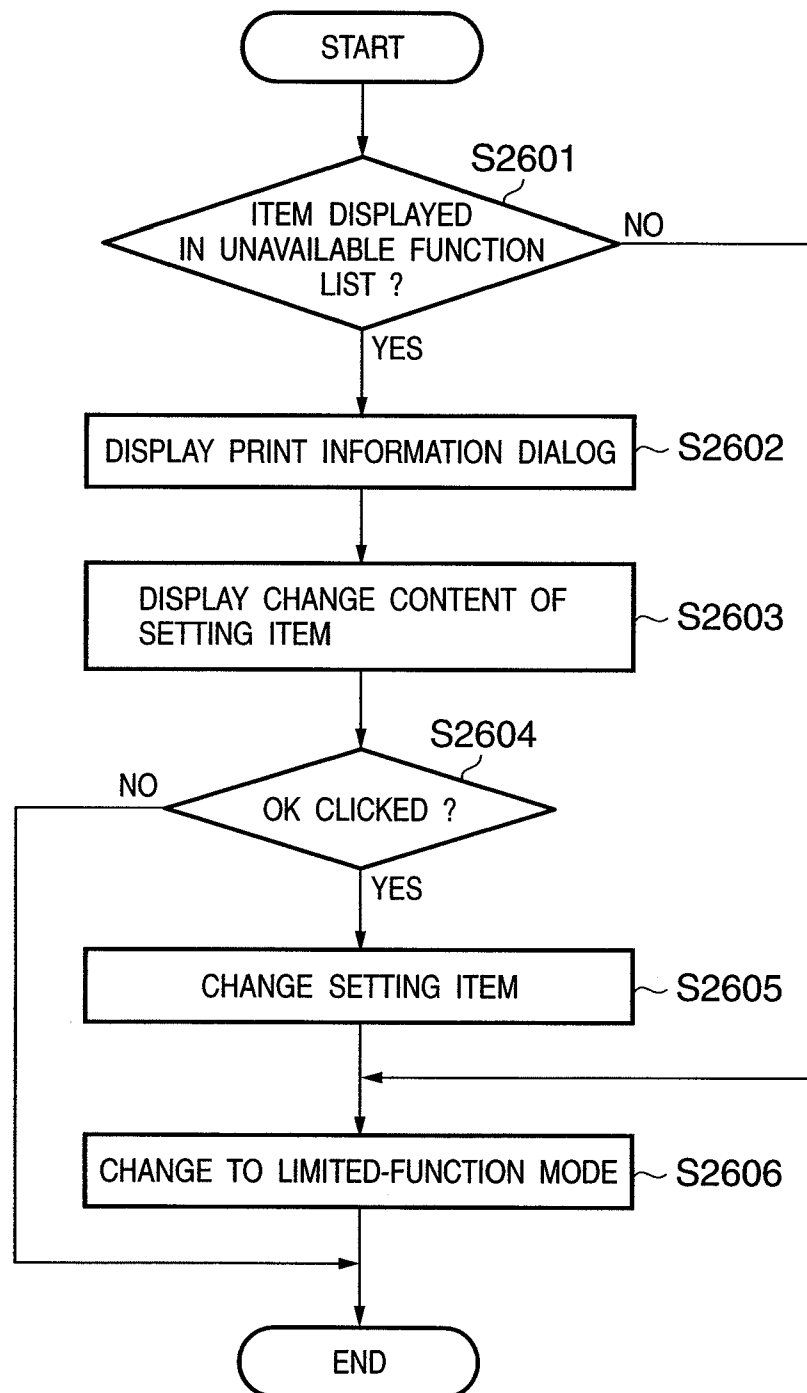 START
S2601
ITEM DISPLAYED
IN UNAVAILABLE FUNCTION
LIST ?
NO
YES
DISPLAY PRINT INFORMATION DIALOG
S2602
DISPLAY CHANGE CONTENT OF
SETTING ITEM
S2603
S2604
NO
OK CLICKED ?
YES
CHANGE SETTING ITEM
S2605
CHANGE TO LIMITED-FUNCTION MODE
S2606
END